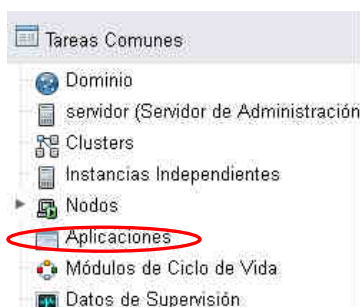 Tareas Comunes
Dominio
servidor (Servidor de Administración
Clusters
Instancias Independientes
Nodos
Aplicaciones
Módulos de Ciclo de Vida
Datos de Supervisión